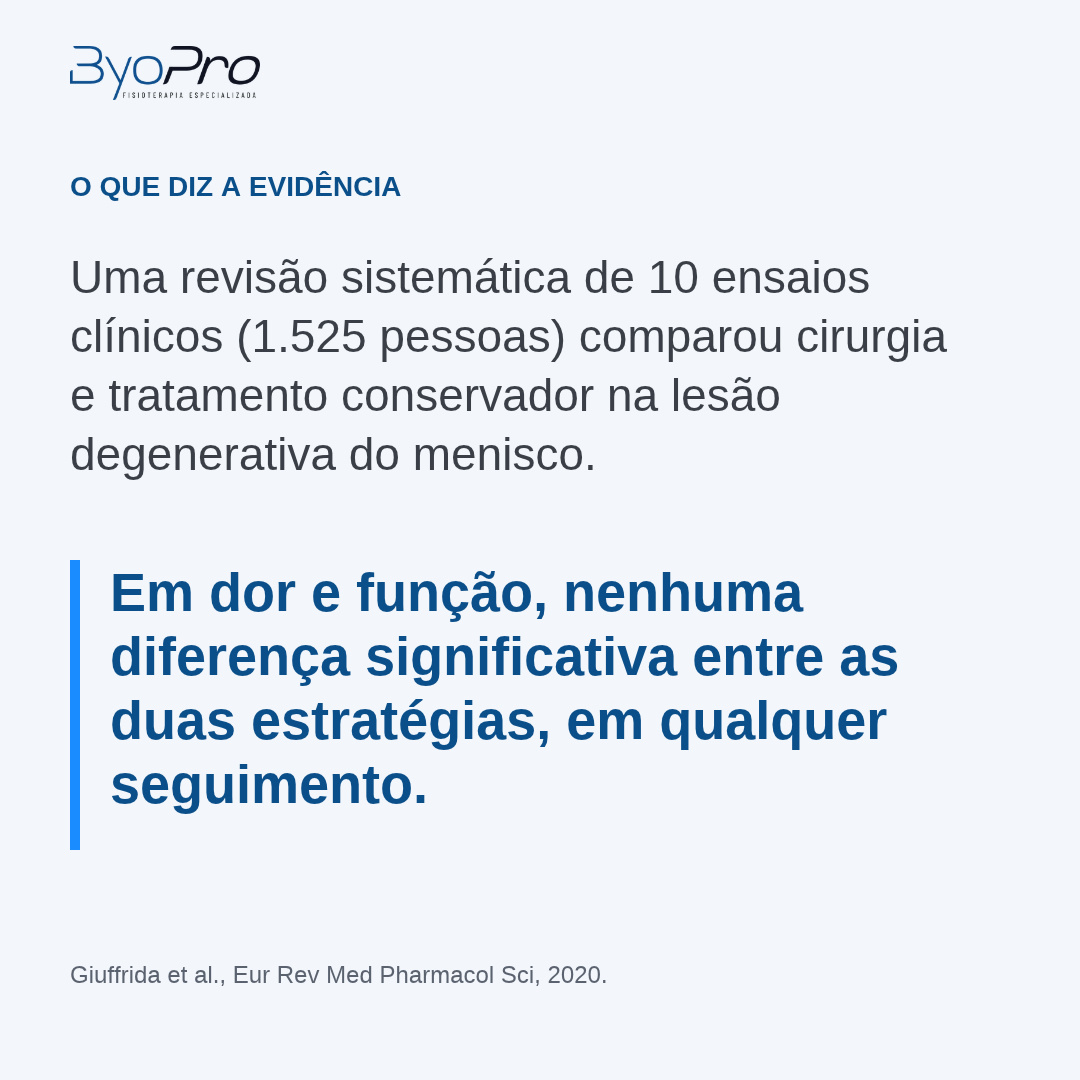 ByoPro
FISIOTERAPIA ESPECIALIZADA
O QUE DIZ A EVIDÊNCIA
Uma revisão sistemática de 10 ensaios
clínicos (1.525 pessoas) comparou cirurgia
e tratamento conservador na lesão
degenerativa do menisco.
Em dor e função, nenhuma
diferença significativa entre as
duas estratégias, em qualquer
seguimento.
Giuffrida et al., Eur Rev Med Pharmacol Sci, 2020.